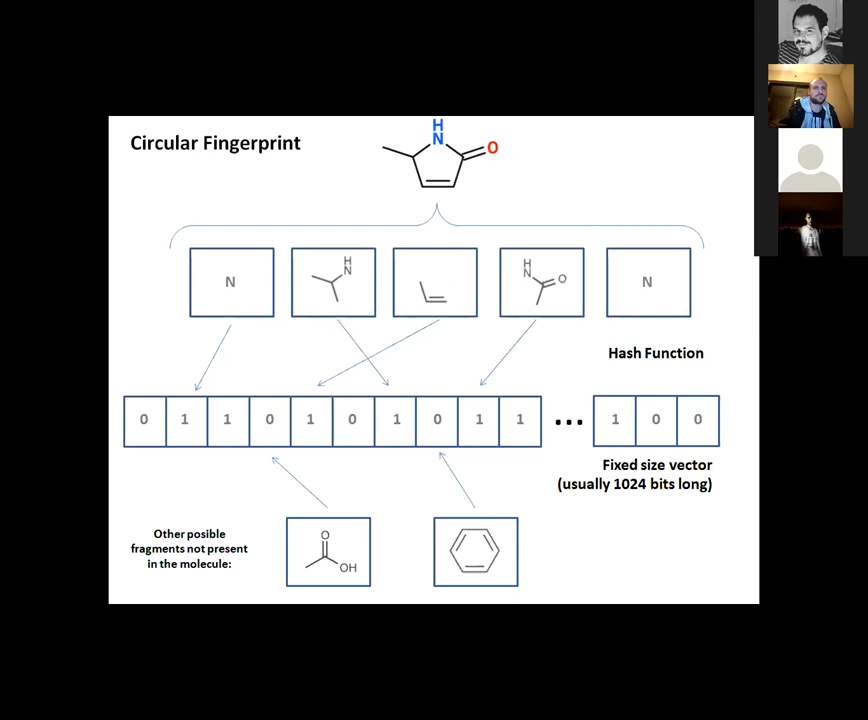 Circular Fingerprint
H
N
O
N
H
N
H
N
O
N
Hash Function
0 1 1 0 1 0 1 0 1 1 ... 1 0 0
Fixed size vector
(usually 1024 bits long)
Other posible
fragments not present
in the molecule:
O
OH